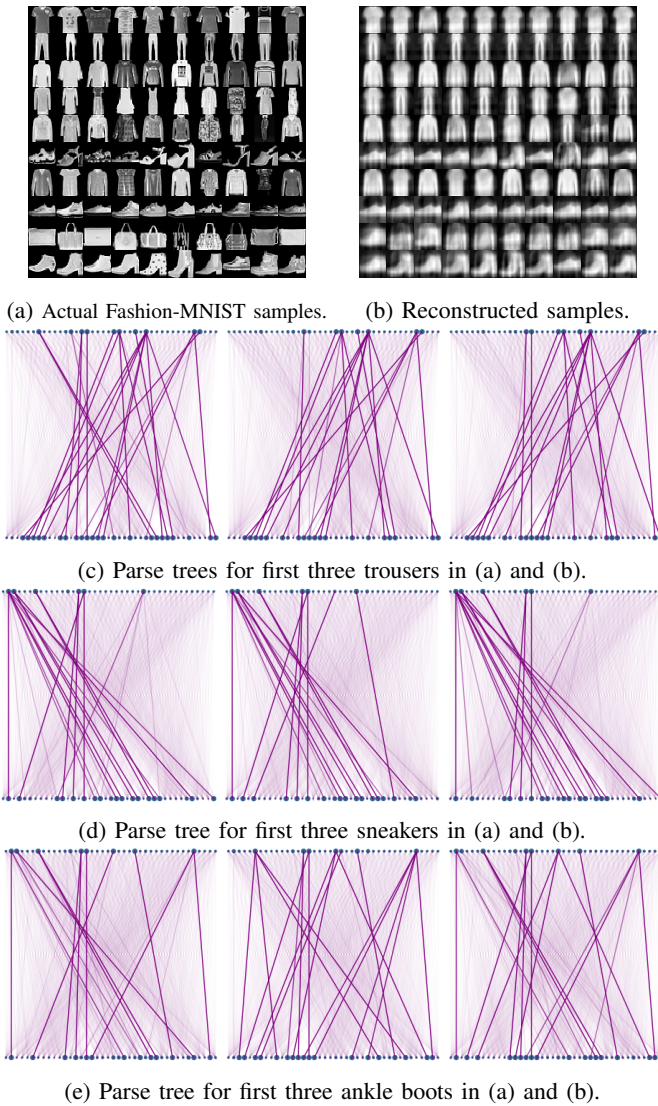 (a) Actual Fashion-MNIST samples.
(b) Reconstructed samples.
(c) Parse trees for first three trousers in (a) and (b).
(d) Parse tree for first three sneakers in (a) and (b).
(e) Parse tree for first three ankle boots in (a) and (b).